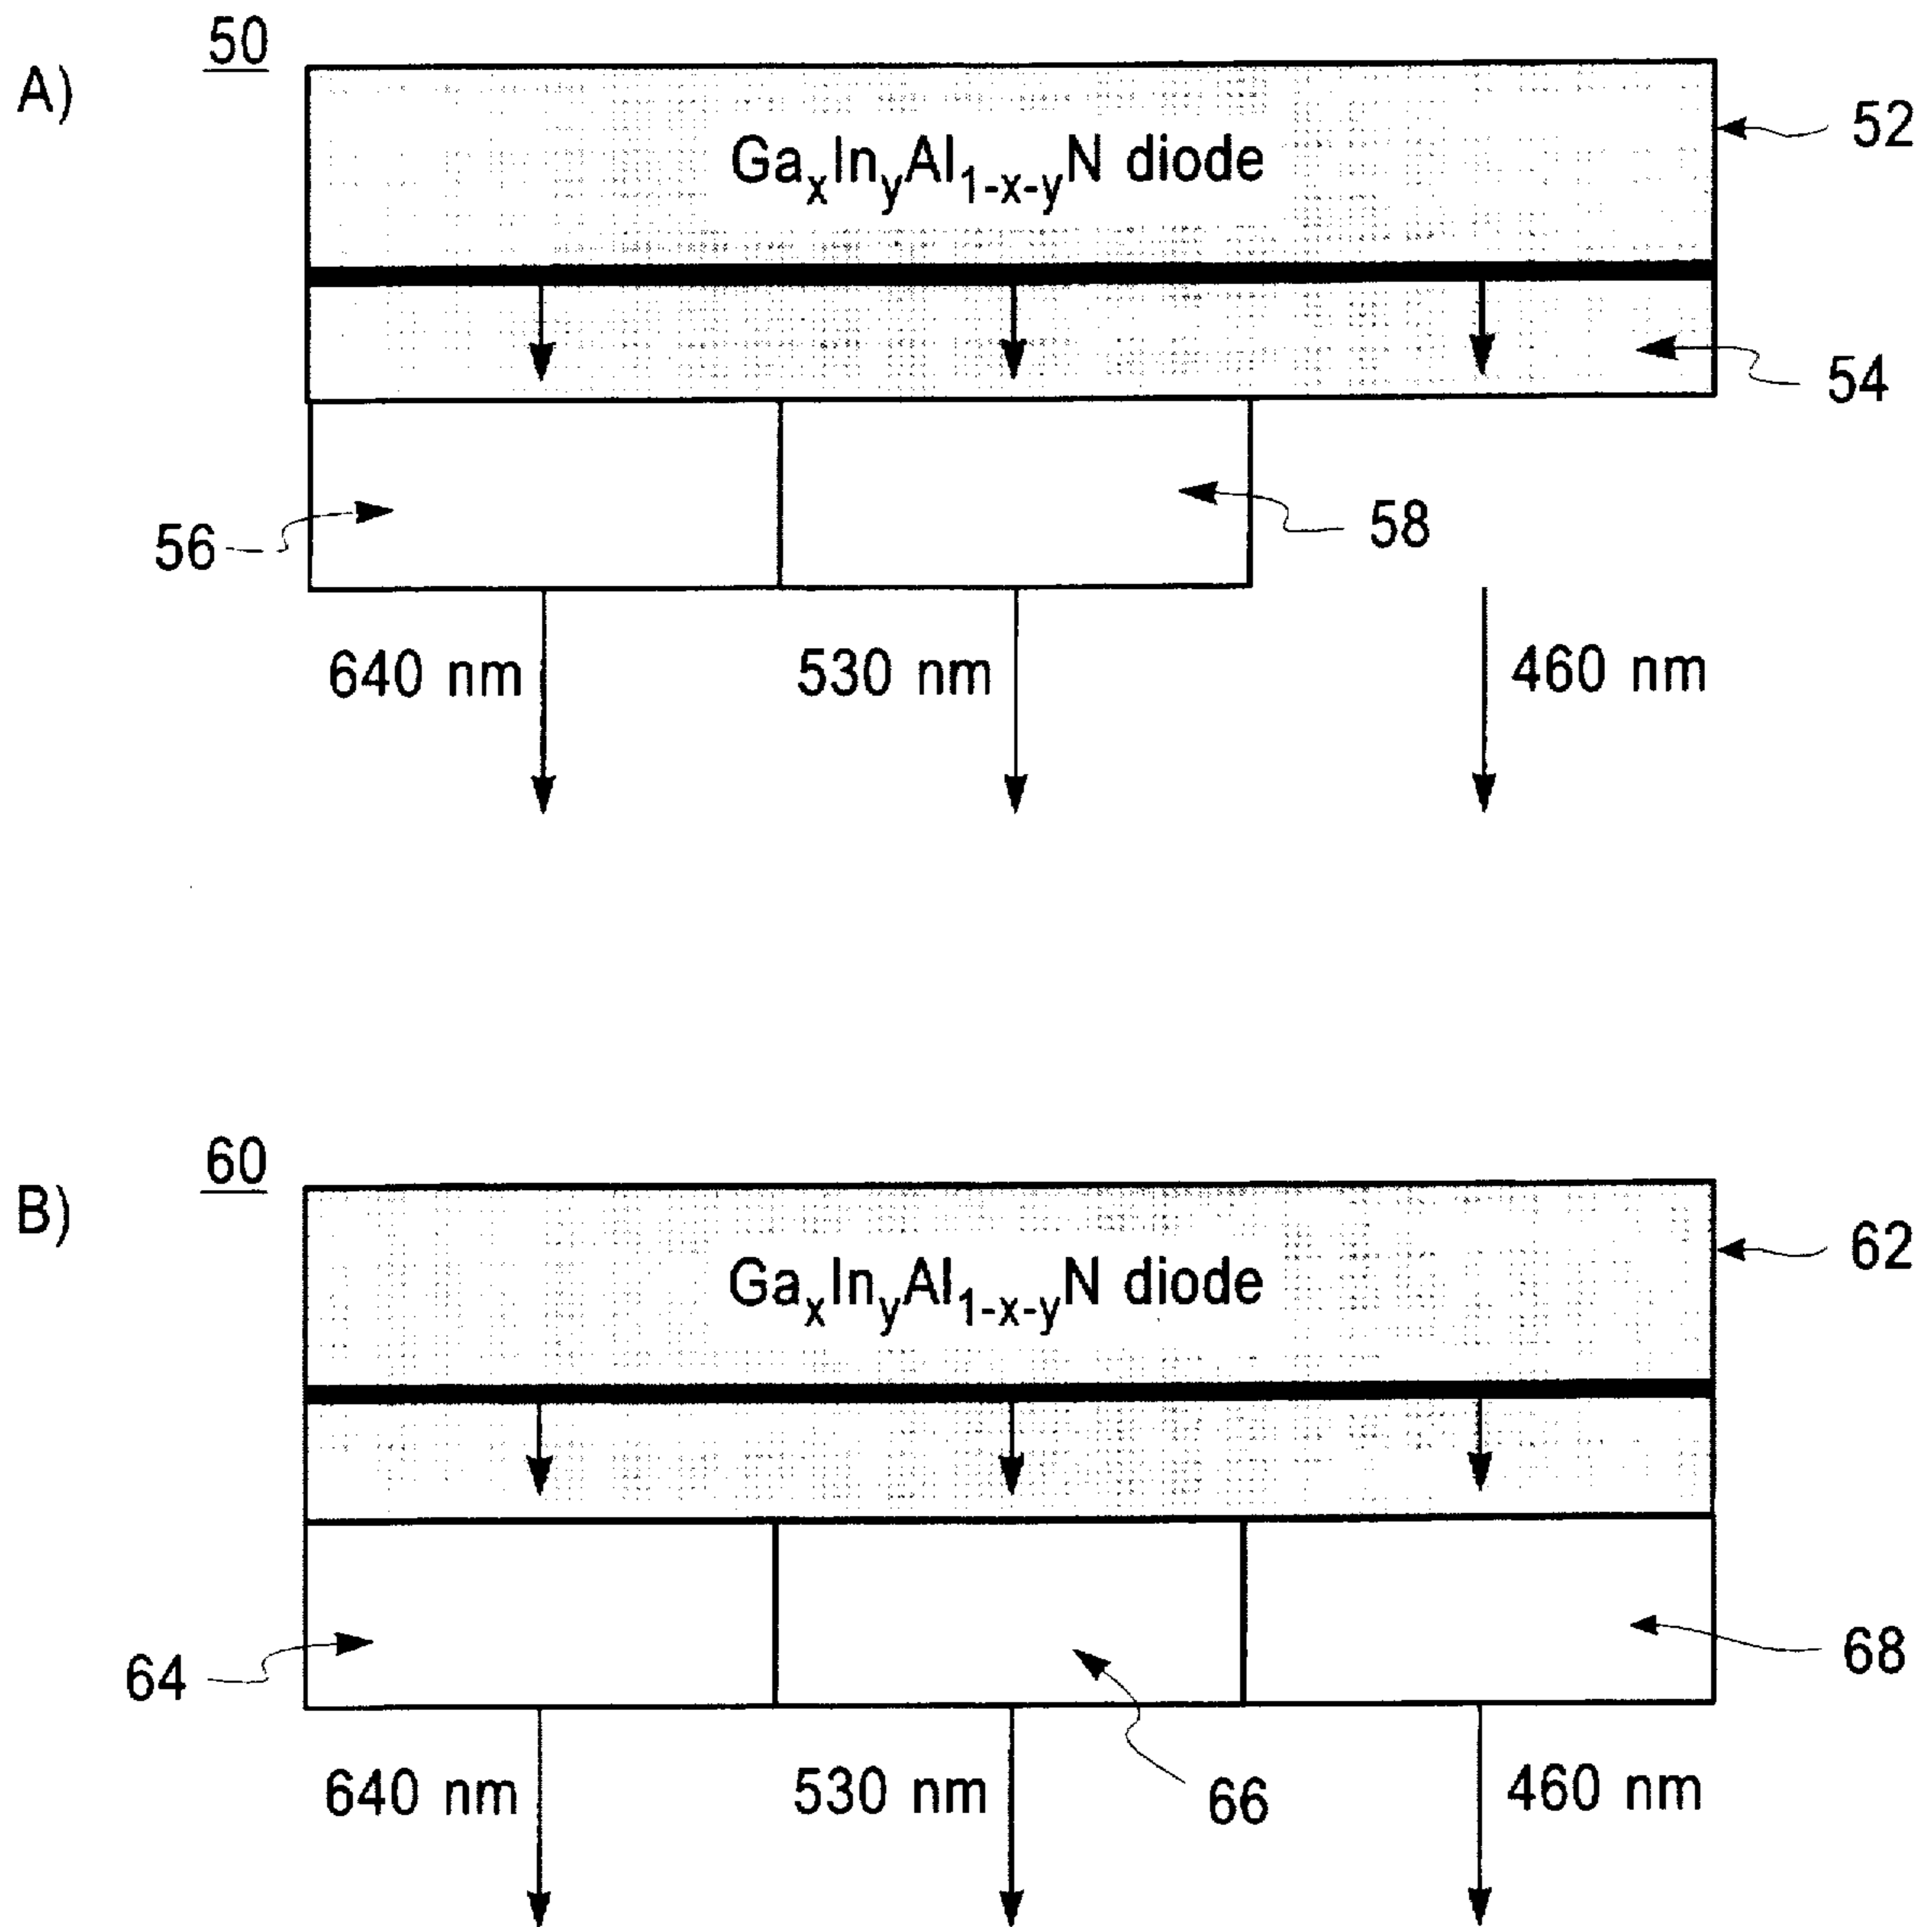 50
A)
52
GaxInyAl1-x-yN diode
54
56
58
640 nm
530 nm
460 nm
60
B)
62
GaxInyAl1-x-yN diode
64
68
66
640 nm
530 nm
460 nm